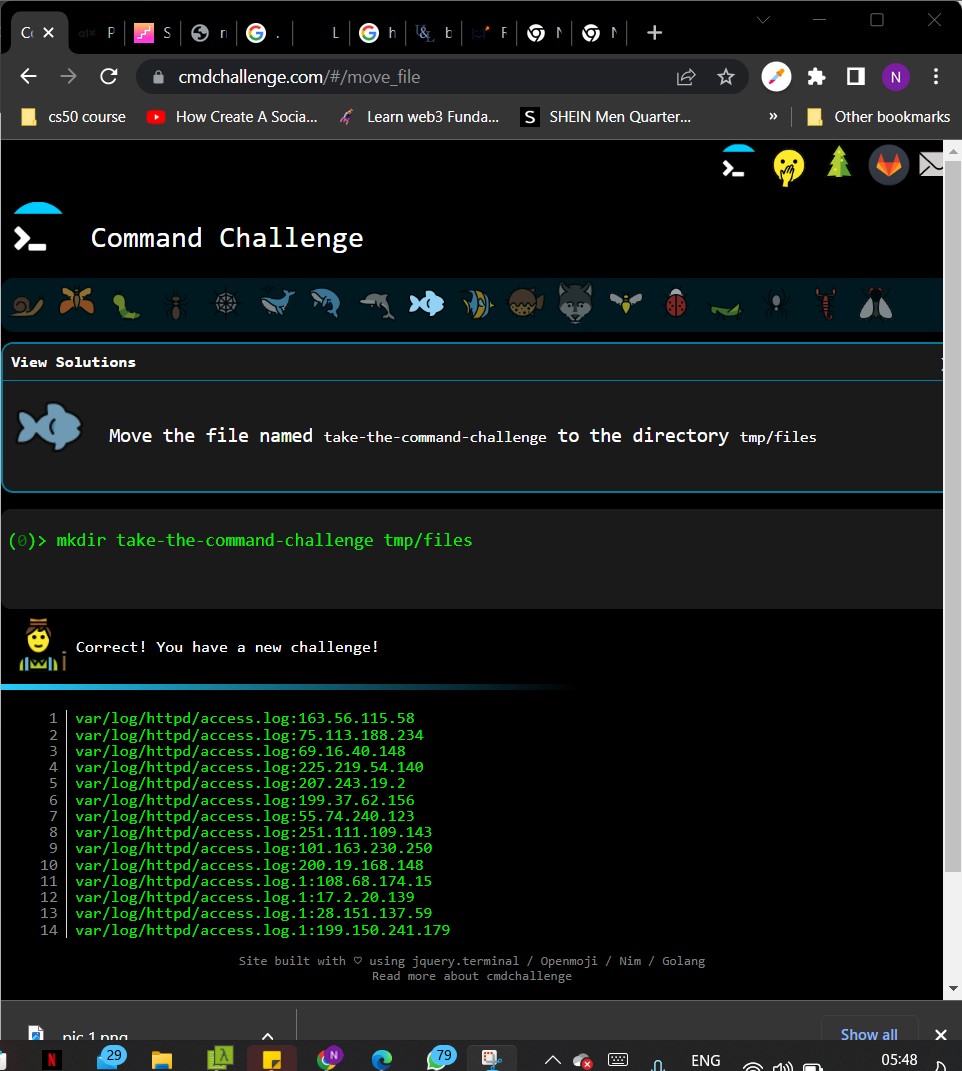 C P S r . L h b F N N
cmdchallenge.com/#/move_file
N
cs50 course How Create A Socia... Learn web3 Funda... S SHEIN Men Quarter... » Other bookmarks
Command Challenge
View Solutions
Move the file named take-the-command-challenge to the directory tmp/files
(0)> mkdir take-the-command-challenge tmp/files
Correct! You have a new challenge!
1 var/log/httpd/access.log:163.56.115.58
2 var/log/httpd/access.log:75.113.188.234
3 var/log/httpd/access.log:69.16.40.148
4 var/log/httpd/access.log:225.219.54.140
5 var/log/httpd/access.log:207.243.19.2
6 var/log/httpd/access.log:199.37.62.156
7 var/log/httpd/access.log:55.74.240.123
8 var/log/httpd/access.log:251.111.109.143
9 var/log/httpd/access.log:101.163.230.250
10 var/log/httpd/access.log:200.19.168.148
11 var/log/httpd/access.log.1:108.68.174.15
12 var/log/httpd/access.log.1:17.2.20.139
13 var/log/httpd/access.log.1:28.151.137.59
14 var/log/httpd/access.log.1:199.150.241.179
Site built with ♡ using jquery.terminal / Openmoji / Nim / Golang
Read more about cmdchallenge
pic 1.png Show all
N 29 N 79 ENG 05:48